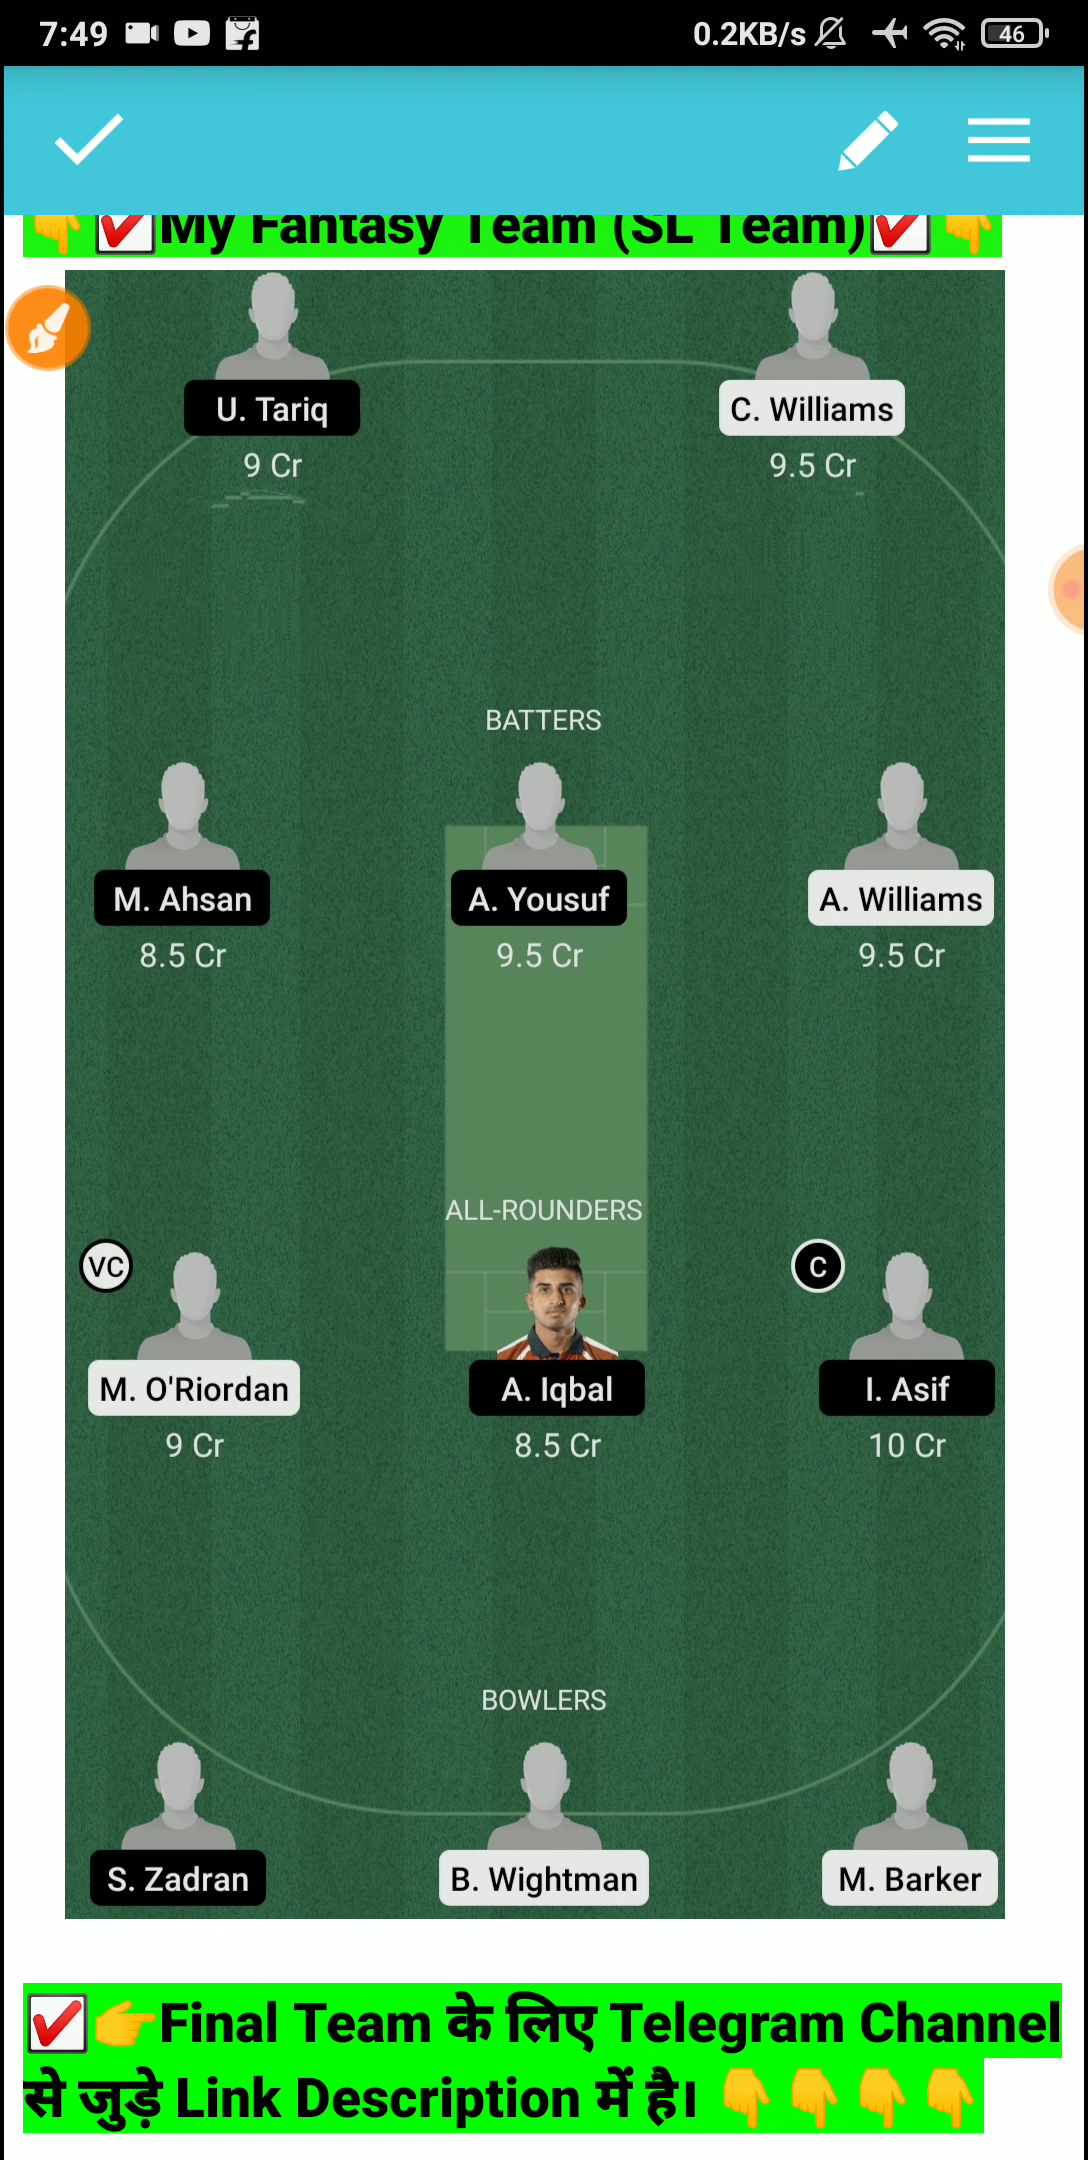 7:49 0.2KB/s 46
My Fantasy Team (SL Team)
U. Tariq C. Williams
9 Cr 9.5 Cr
BATTERS
M. Ahsan A. Yousuf A. Williams
8.5 Cr 9.5 Cr 9.5 Cr
ALL-ROUNDERS
VC C
M. O'Riordan A. Iqbal I. Asif
9 Cr 8.5 Cr 10 Cr
BOWLERS
S. Zadran B. Wightman M. Barker
✅👉Final Team के लिए Telegram Channel
से जुड़े Link Description में है। 👇👇👇👇